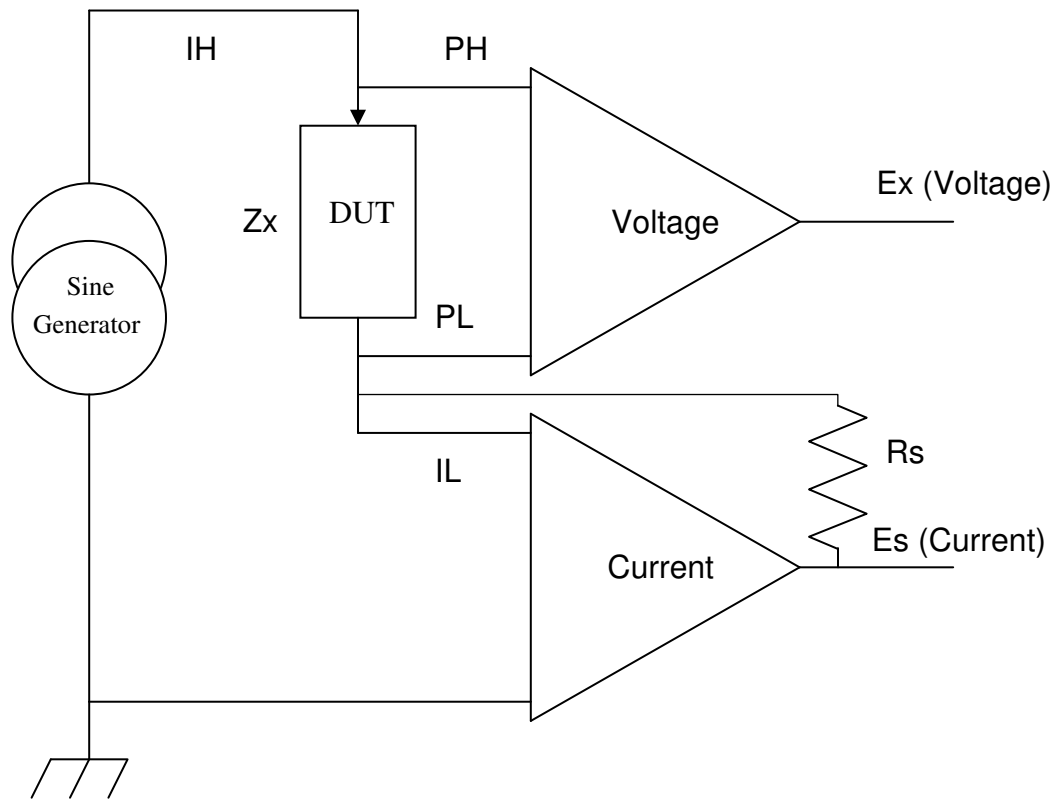 IH
PH
Ex (Voltage)
Zx
DUT
Voltage
Sine
Generator
PL
IL
Rs
Es (Current)
Current